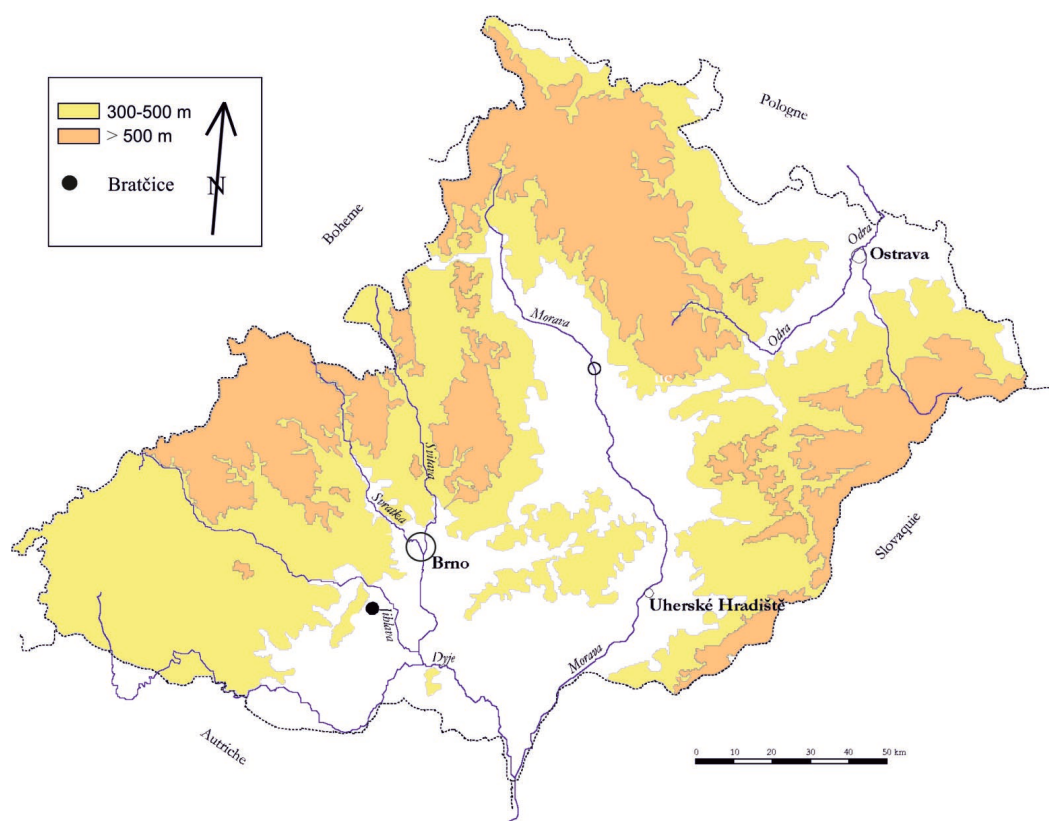 300-500 m
> 500 m
Bratčice
N
Pologne
Boheme
Odra
Ostrava
Morava
Odra
Svitava
Svratka
Slovaquie
Brno
Uherské Hradiště
Jihlava
Dyje
Morava
Autriche
0 10 20 30 40 50 km